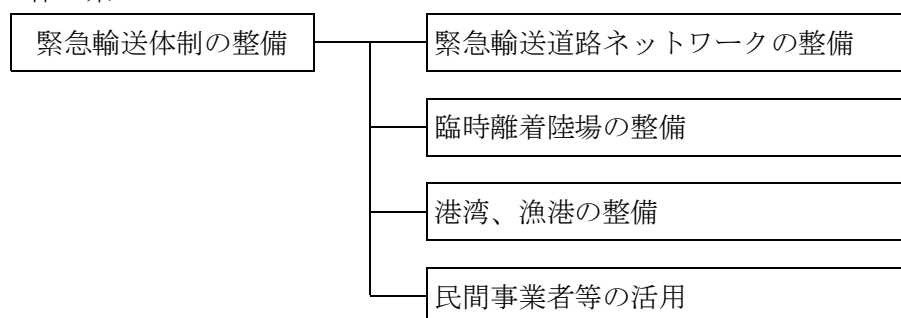 緊急輸送体制の整備
緊急輸送道路ネットワークの整備
臨時離着陸場の整備
港湾、漁港の整備
民間事業者等の活用